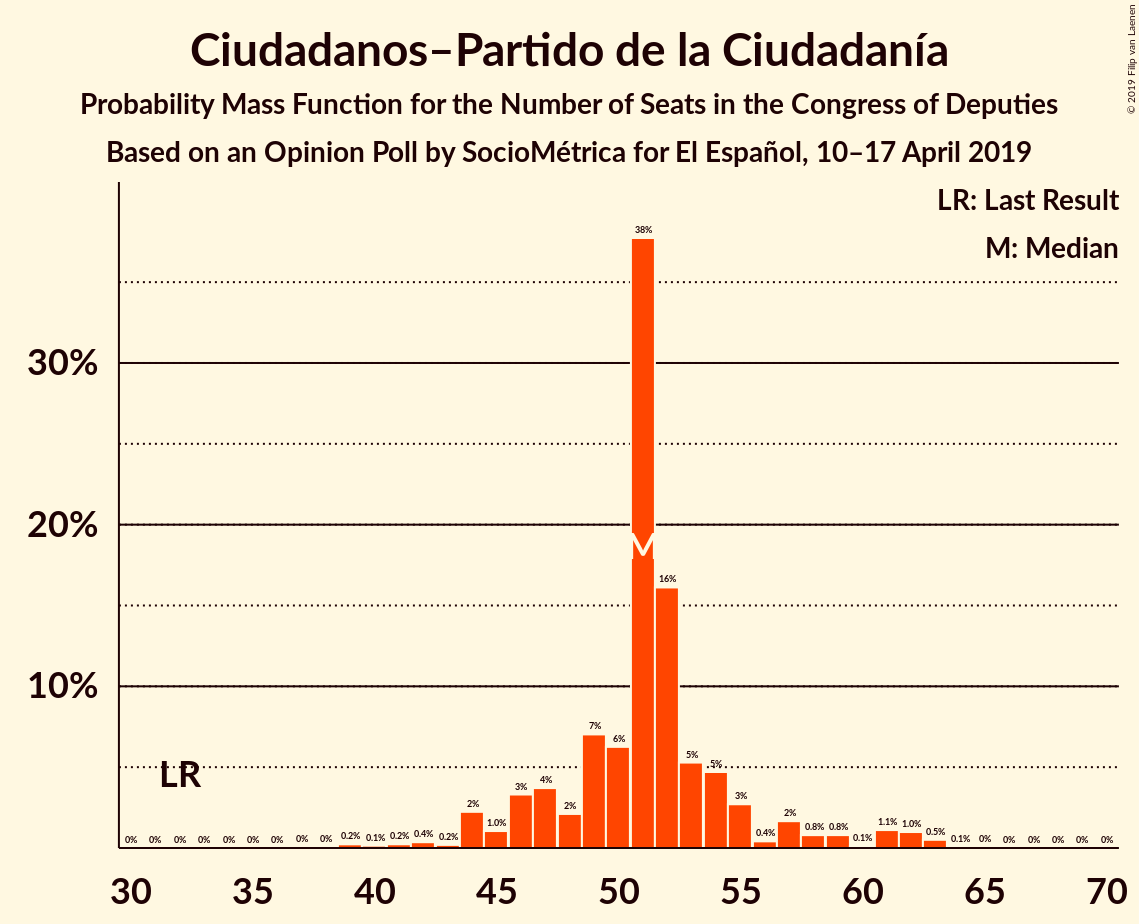 Ciudadanos–Partido de la Ciudadanía
Probability Mass Function for the Number of Seats in the Congress of Deputies
Based on an Opinion Poll by SocioMétrica for El Español, 10–17 April 2019
© 2019 Filip van Laenen
LR: Last Result
M: Median
30%
20%
10%
LR
M
0% 0% 0% 0% 0% 0% 0% 0% 0% 0.2% 0.1% 0.2% 0.4% 0.2% 2% 1.0% 3% 4% 2% 7% 6% 38% 16% 5% 5% 3% 0.4% 2% 0.8% 0.8% 0.1% 1.1% 1.0% 0.5% 0.1% 0% 0% 0% 0% 0% 0%
30 35 40 45 50 55 60 65 70